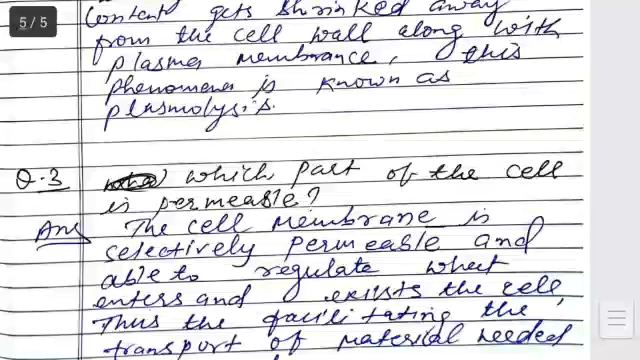 5/5
content gets shrinked away
from the cell wall along with
plasma membrance, this
phenomena is known as
plasmolysis.
Q.3 which part of the cell
is permeable?
Ans The cell membrane is
selectively permeable and
able to regulate what
enters and exists the cell,
Thus the facilitating the
transport of material needed